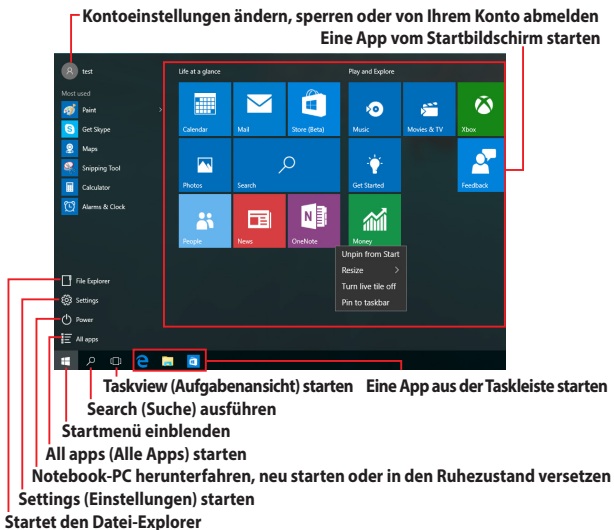 Kontoeinstellungen ändern, sperren oder von Ihrem Konto abmelden
Eine App vom Startbildschirm starten
test
Life at a glance
Play and Explore
Most used
Paint
Get Skype
Maps
Snipping Tool
Calculator
Alarms & Clock
Calendar
Mail
Store (Beta)
Music
Movies & TV
Xbox
Photos
Search
Get Started
Feedback
People
News
OneNote
Money
Unpin from Start
Resize
Turn live tile off
Pin to taskbar
File Explorer
Settings
Power
All apps
Taskview (Aufgabenansicht) starten
Eine App aus der Taskleiste starten
Search (Suche) ausführen
Startmenü einblenden
All apps (Alle Apps) starten
Notebook-PC herunterfahren, neu starten oder in den Ruhezustand versetzen
Settings (Einstellungen) starten
Startet den Datei-Explorer